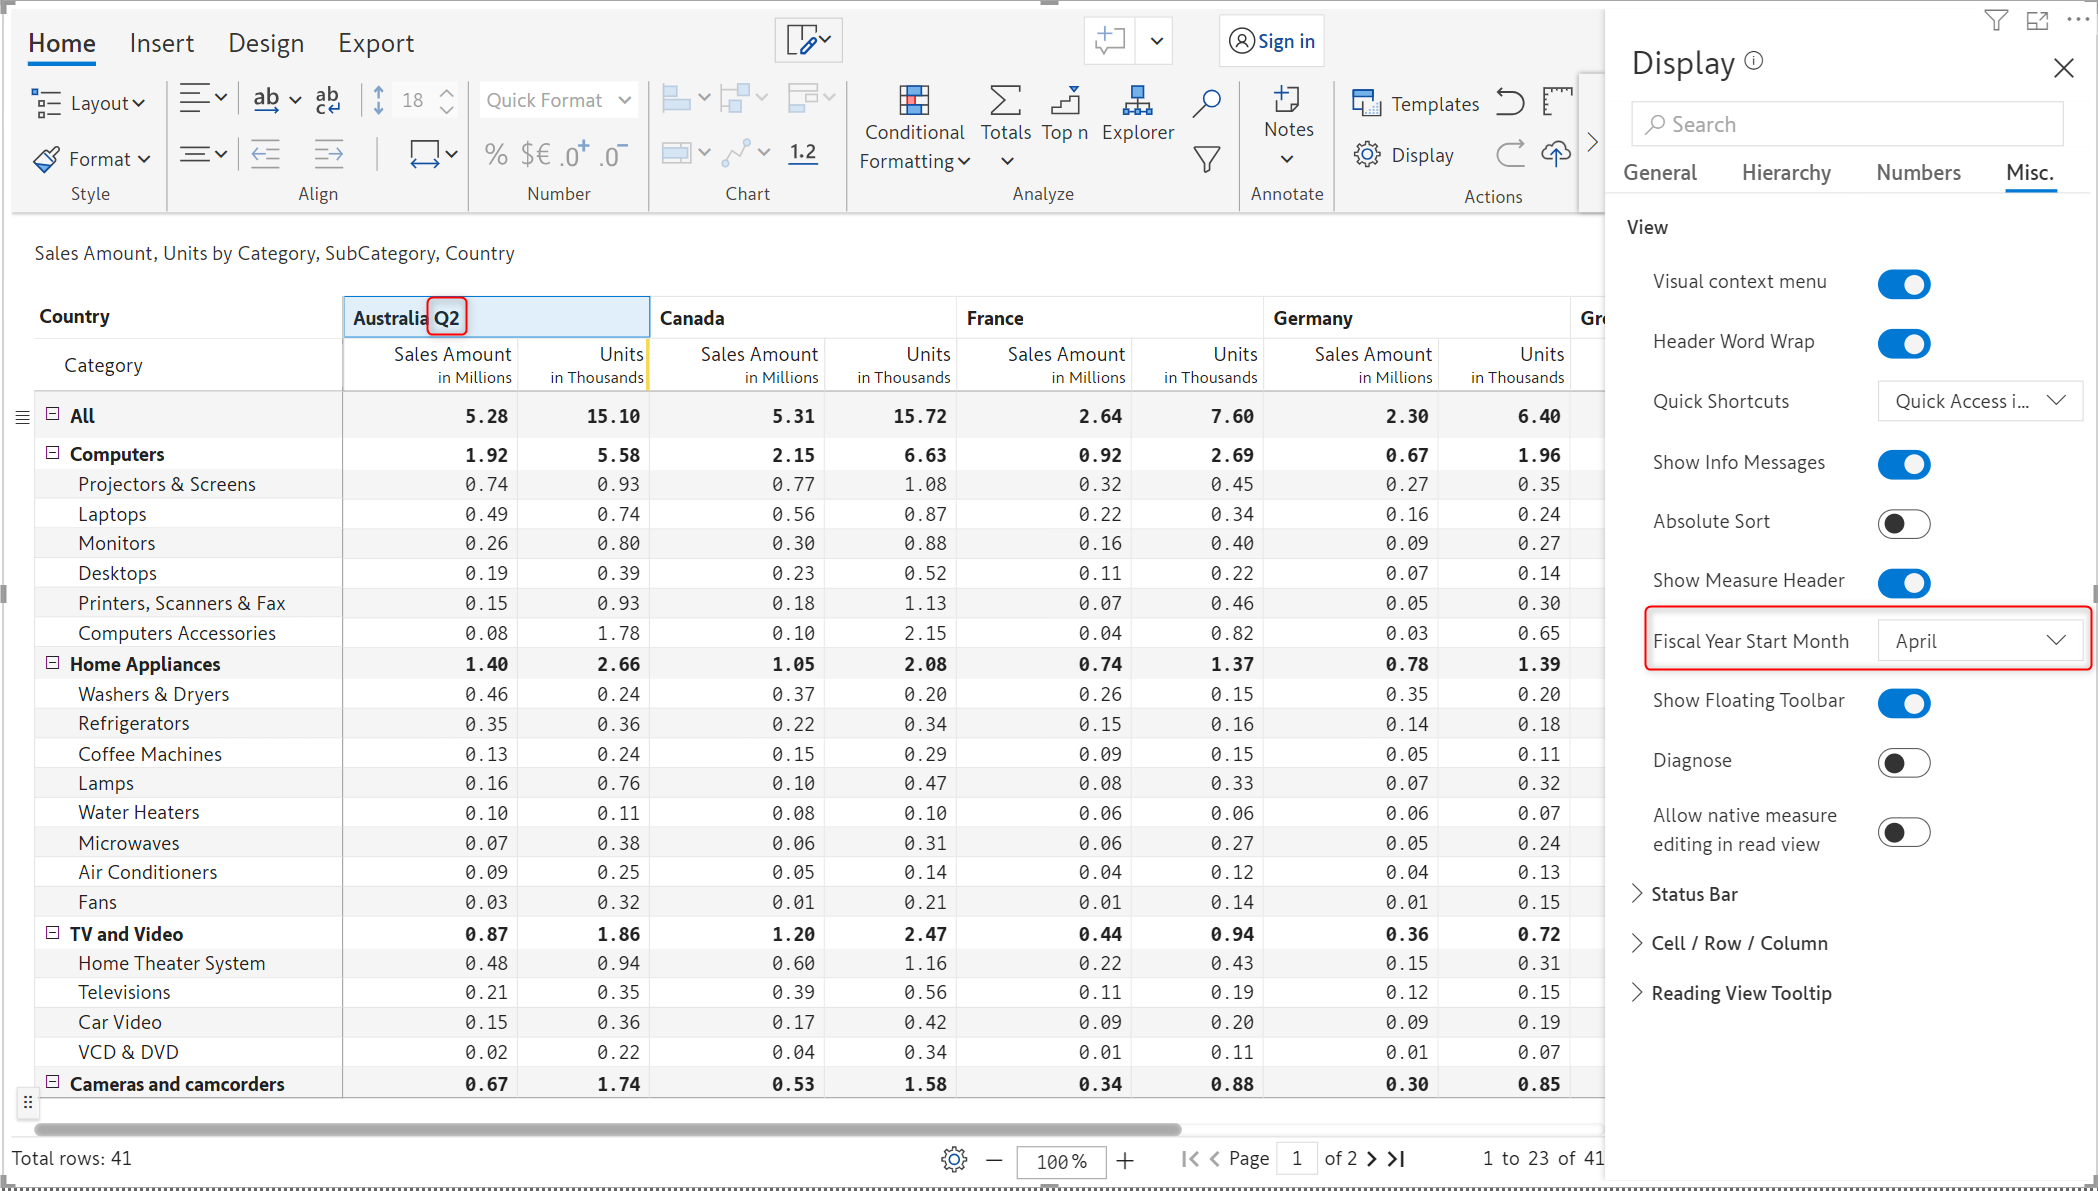 Home Insert Design Export
Sign in
Layout ab ab 18 Quick Format
c
Conditional Totals Top n Explorer Notes Templates
Formatting
Format % $€ .0+ .0- 1.2 Display
Style Align Number Chart Analyze Annotate Actions
Sales Amount, Units by Category, SubCategory, Country
Country Australia Q2 Canada France Germany Gr
Category Sales Amount Units Sales Amount Units Sales Amount Units Sales Amount Units
in Millions in Thousands in Millions in Thousands in Millions in Thousands in Millions in Thousands
All 5.28 15.10 5.31 15.72 2.64 7.60 2.30 6.40
Computers 1.92 5.58 2.15 6.63 0.92 2.69 0.67 1.96
Projectors & Screens 0.74 0.93 0.77 1.08 0.32 0.45 0.27 0.35
Laptops 0.49 0.74 0.56 0.87 0.22 0.34 0.16 0.24
Monitors 0.26 0.80 0.30 0.88 0.16 0.40 0.09 0.27
Desktops 0.19 0.39 0.23 0.52 0.11 0.22 0.07 0.14
Printers, Scanners & Fax 0.15 0.93 0.18 1.13 0.07 0.46 0.05 0.30
Computers Accessories 0.08 1.78 0.10 2.15 0.04 0.82 0.03 0.65
Home Appliances 1.40 2.66 1.05 2.08 0.74 1.37 0.78 1.39
Washers & Dryers 0.46 0.24 0.37 0.20 0.26 0.15 0.35 0.20
Refrigerators 0.35 0.36 0.22 0.34 0.15 0.16 0.14 0.18
Coffee Machines 0.13 0.24 0.15 0.29 0.09 0.15 0.05 0.11
Lamps 0.16 0.76 0.10 0.47 0.08 0.33 0.07 0.32
Water Heaters 0.10 0.11 0.08 0.10 0.06 0.06 0.06 0.07
Microwaves 0.07 0.38 0.06 0.31 0.06 0.27 0.05 0.24
Air Conditioners 0.09 0.25 0.05 0.14 0.04 0.12 0.04 0.13
Fans 0.03 0.32 0.01 0.21 0.01 0.14 0.01 0.15
TV and Video 0.87 1.86 1.20 2.47 0.44 0.94 0.36 0.72
Home Theater System 0.48 0.94 0.60 1.16 0.22 0.43 0.15 0.31
Televisions 0.21 0.35 0.39 0.56 0.11 0.19 0.12 0.15
Car Video 0.15 0.36 0.17 0.42 0.09 0.20 0.09 0.19
VCD & DVD 0.02 0.22 0.04 0.34 0.01 0.11 0.01 0.07
Cameras and camcorders 0.67 1.74 0.53 1.58 0.34 0.88 0.30 0.85
Total rows: 41 100% Page 1 of 2 1 to 23 of 41
Display
Search
General Hierarchy Numbers Misc.
View
Visual context menu
Header Word Wrap
Quick Shortcuts Quick Access i...
Show Info Messages
Absolute Sort
Show Measure Header
Fiscal Year Start Month April
Show Floating Toolbar
Diagnose
Allow native measure
editing in read view
Status Bar
Cell / Row / Column
Reading View Tooltip